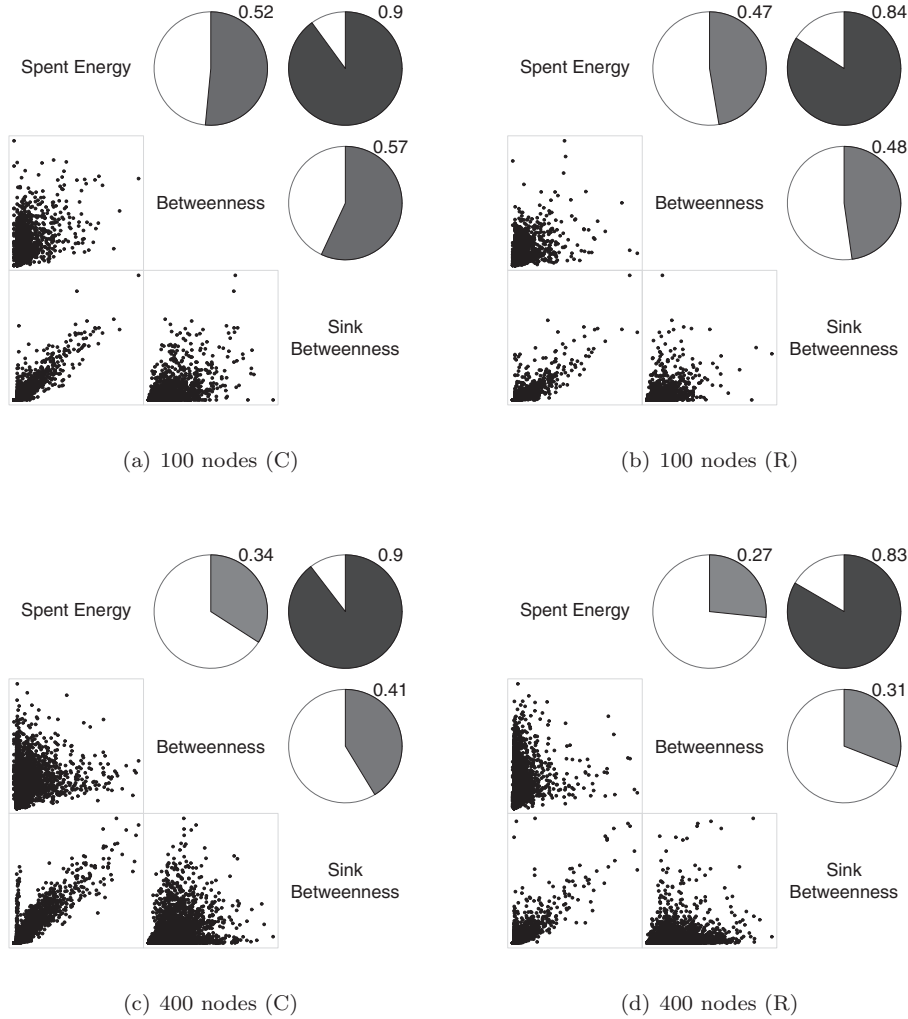 0.52
0.9
Spent Energy
0.57
Betweenness
Sink
Betweenness
(a) 100 nodes (C)
0.47
0.84
Spent Energy
0.48
Betweenness
Sink
Betweenness
(b) 100 nodes (R)
0.34
0.9
Spent Energy
0.41
Betweenness
Sink
Betweenness
(c) 400 nodes (C)
0.27
0.83
Spent Energy
0.31
Betweenness
Sink
Betweenness
(d) 400 nodes (R)